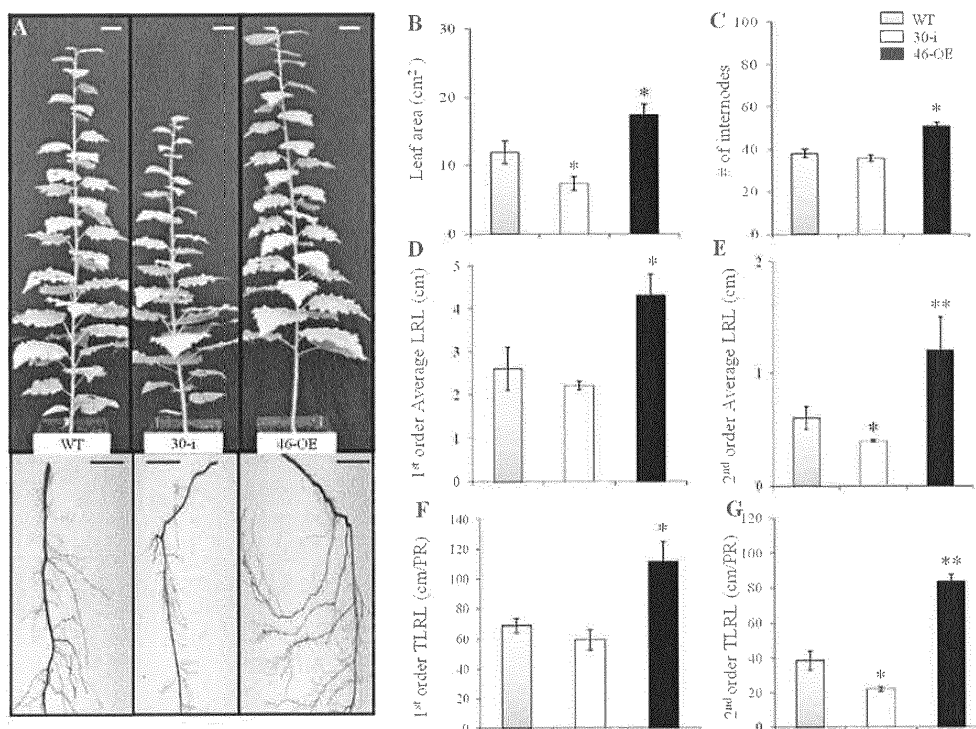 A
WT
30-i
46-OE
B
Leaf area (cm²)
30
20
10
0
*
*
C
WT
30-i
46-OE
# of internodes
100
80
60
40
20
0
*
D
1st order Average LRL (cm)
5
4
3
2
1
0
*
E
2nd order Average LRL (cm)
2
1
0
*
**
F
1st order TLRL (cm/PR)
140
120
100
80
60
40
20
0
*
G
2nd order TLRL (cm/PR)
120
100
80
60
40
20
0
*
**